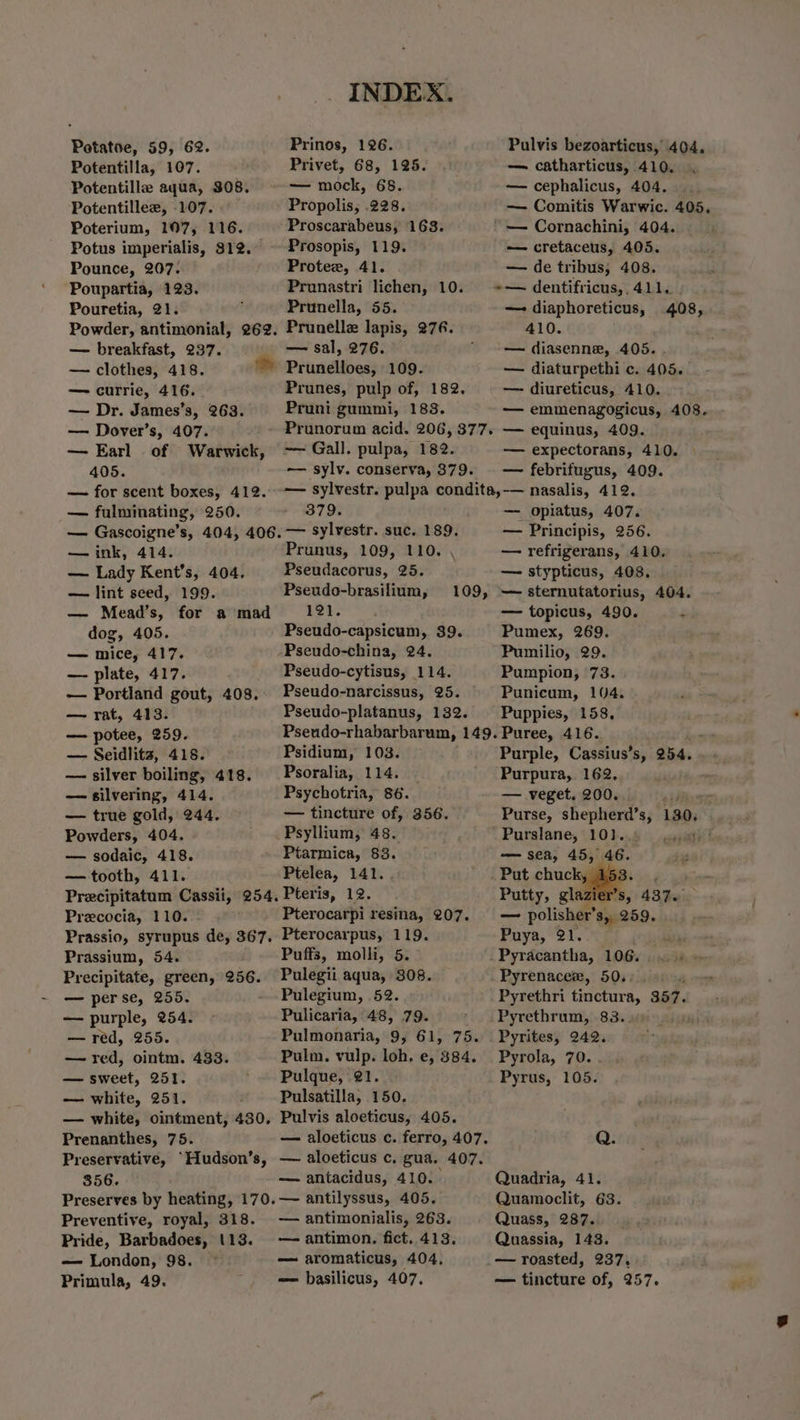 INDEX.
Potatoe, 59, 62.
Potentilla, 107.
Potentillæ aqua, 308.
Potentilleæ, 107.
Poterium, 107, 116.
Potus imperialis, 312.
Pounce, 207.
Poupartia, 123.
Pouretia, 21.
Powder, antimonial, 262.
— breakfast, 237.
— clothes, 418.
— currie, 416.
— Dr. James's, 263.
— Dover's, 407.
— Earl of Warwick,
405.
— for scent boxes, 412.
— fulminating, 250.
— Gascoigne's, 404, 406.
— ink, 414.
— Lady Kent's, 404.
— lint seed, 199.
— Mead's, for a mad
dog, 405.
— mice, 417.
— plate, 417.
— Portland gout, 408.
— rat, 413.
— potee, 259.
— Seidlitz, 418.
— silver boiling, 418.
— silvering, 414.
— true gold, 244.
Powders, 404.
— sodaic, 418.
— tooth, 411.
Præcipitatum Cassii, 254.
Præcocia, 110.
Prassio, syrupus de, 367.
Prassium, 54.
Precipitate, green, 256.
— per se, 255.
— purple, 254.
— red, 255.
— red, ointm. 433.
— sweet, 251.
— white, 251.
— white, ointment, 430.
Prenanthes, 75.
Preservative, Hudson's,
356.
Preserves by heating, 170.
Preventive, royal, 318.
Pride, Barbadoes, 113.
— London, 98.
Primula, 49.
Prinos, 126.
Privet, 68, 125.
— mock, 68.
Propolis, 228.
Proscarabeus, 163.
Prosopis, 119.
Proteæ, 41.
Prunastri lichen, 10.
Prunella, 55.
Prunellæ lapis, 276.
— sal, 276.
Prunelloes, 109.
Prunes, pulp of, 182.
Pruni gummi, 183.
Prunorum acid. 206, 377.
— Gall. pulpa, 182.
— sylv. conserva, 379.
— sylvestr. pulpa condita,
379.
— sylvestr. suc. 189.
Prunus, 109, 110.
Pseudacorus, 25.
Pseudo-brasilium, 109,
121.
Pseudo-capsicum, 39.
Pseudo-china, 24.
Pseudo-cytisus, 114.
Pseudo-narcissus, 25.
Pseudo-platanus, 132.
Pseudo-rhabarbarum, 149.
Psidium, 103.
Psoralia, 114.
Psychotria, 86.
— tincture of, 356.
Psyllium, 48.
Ptarmica, 83.
Ptelea, 141.
Pteris, 12.
Pterocarpi resina, 207.
Pterocarpus, 119.
Puffs, molli, 5.
Pulegii aqua, 308.
Pulegium, 52.
Pulicaria, 48, 79.
Pulmonaria, 9, 61, 75.
Pulm. vulp. loh. e, 384.
Pulque, 21.
Pulsatilla, 150.
Pulvis aloeticus, 405.
— aloeticus c. ferro, 407.
— aloeticus c. gua. 407.
— antacidus, 410.
— antilyssus, 405.
— antimonialis, 263.
— antimon. fict. 413.
— aromaticus, 404.
— basilicus, 407.
Pulvis bezoarticus, 404.
— catharticus, 410.
— cephalicus, 404.
— Comitis Warwic. 405.
— Cornachini, 404.
— cretaceus, 405.
— de tribus, 408.
— dentifricus, 411.
— diaphoreticus, 408,
410.
— diasennæ, 405.
— diaturpethi c. 405.
— diureticus, 410.
— emmenagogicus, 408.
— equinus, 409.
— expectorans, 410.
— febrifugus, 409.
— nasalis, 412.
— opiatus, 407.
— Principis, 256.
— refrigerans, 410.
— stypticus, 408.
— sternutatorius, 404.
— topicus, 490.
Pumex, 269.
Pumilio, 29.
Pumpion, 73.
Punicum, 104.
Puppies, 158.
Puree, 416.
Purple, Cassius's, 254.
Purpura, 162.
— veget. 200.
Purse, shepherd's, 130.
Purslane, 101.
— sea, 45, 46.
Put chuck, 153.
Putty, glazier's, 437.
— polisher's, 259.
Puya, 21.
Pyracantha, 106.
Pyrenaceæ, 50.
Pyrethri tinctura, 357.
Pyrethrum, 83.
Pyrites, 242.
Pyrola, 70.
Pyrus, 105.
Q.
Quadria, 41.
Quamoclit, 63.
Quass, 287.
Quassia, 143.
— roasted, 237.
— tincture of, 257.